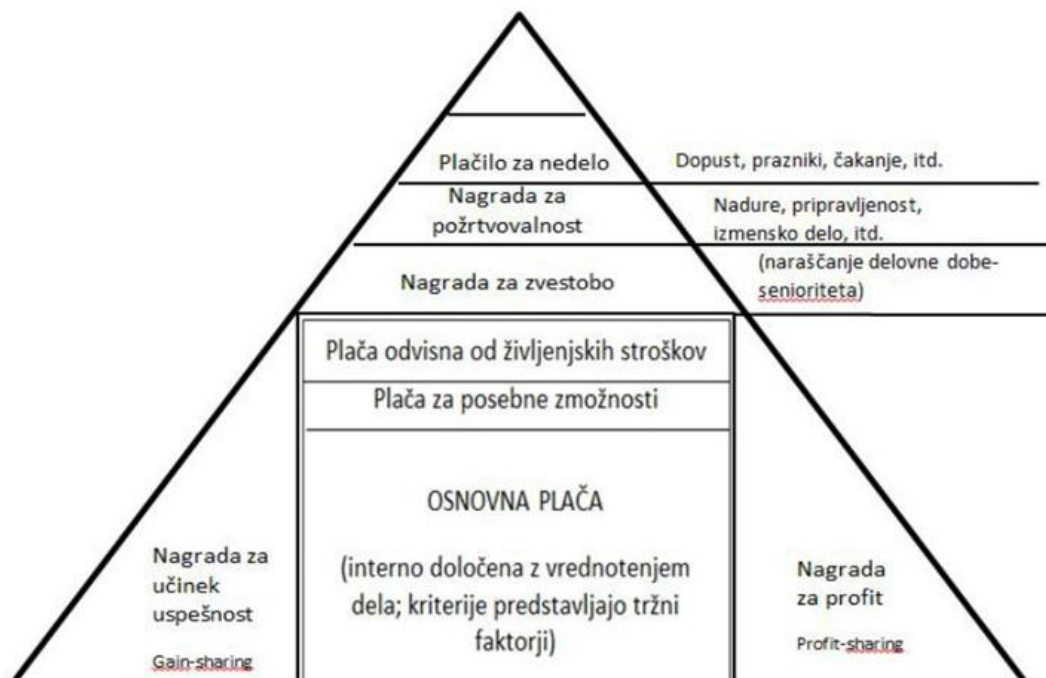 Plačilo za nedelo
Dopust, prazniki, čakanje, itd.
Nagrada za
požrtvovalnost
Nadure, pripravljenost,
izmensko delo, itd.
Nagrada za zvestobo
(naraščanje delovne dobe-
senioriteta)
Plača odvisna od življenjskih stroškov
Plača za posebne zmožnosti
OSNOVNA PLAČA
(interno določena z vrednotenjem
dela; kriterije predstavljajo tržni
faktorji)
Nagrada za
učinek
uspešnost
Gain-sharing
Nagrada
za profit
Profit-sharing